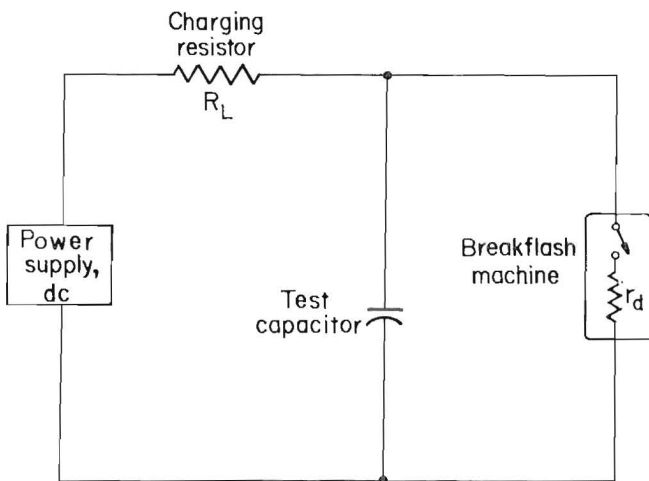 Charging
resistor
R_L
Power
supply,
dc
Test
capacitor
Breakflash
machine
r_d